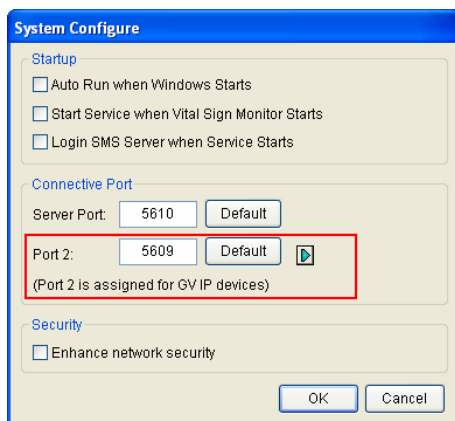 System Configure
Startup
Auto Run when Windows Starts
Start Service when Vital Sign Monitor Starts
Login SMS Server when Service Starts
Connective Port
Server Port: 5610 Default
Port 2: 5609 Default
(Port 2 is assigned for GV IP devices)
Security
Enhance network security
OK Cancel